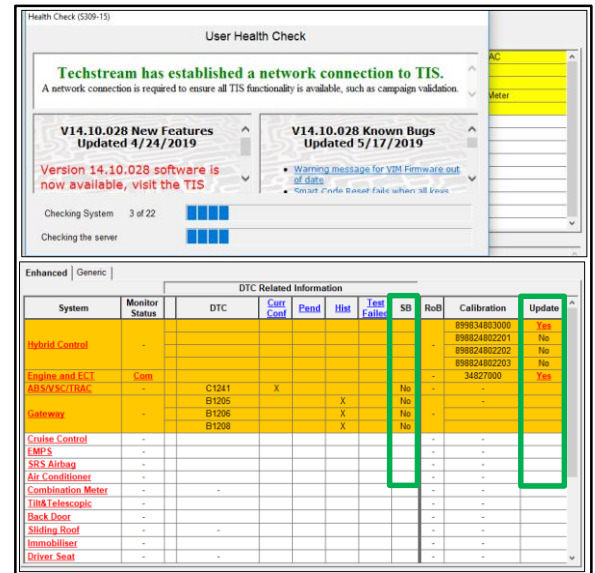 Health Check (S309-15)
User Health Check
Techstream has established a network connection to TIS.
A network connection is required to ensure all TIS functionality is available, such as campaign validation.
AC
Meter
V14.10.028 New Features
Updated 4/24/2019
Version 14.10.028 software is
now available, visit the TIS
V14.10.028 Known Bugs
Updated 5/17/2019
Warning message for VIM Firmware out
of date
Smart Code Reset fails when all keys
Checking System 3 of 22
Checking the server
Enhanced Generic
DTC Related Information
System Monitor Status DTC Curr Conf Pend Hist Test Failed SB RoB Calibration Update
Hybrid Control - - 899834803000 Yes
898824802201 No
898824802202 No
898824802203 No
Engine and ECT Com - 34827000 Yes
ABS/VSC/TRAC - C1241 X No - -
Gateway - B1205 X No -
B1206 X No
B1208 X No
Cruise Control - - -
EMPS - - -
SRS Airbag - - -
Air Conditioner - - -
Combination Meter - - - -
Tilt&Telescopic - - -
Back Door - - -
Sliding Roof - - - -
Immobiliser - - -
Driver Seat - - - -